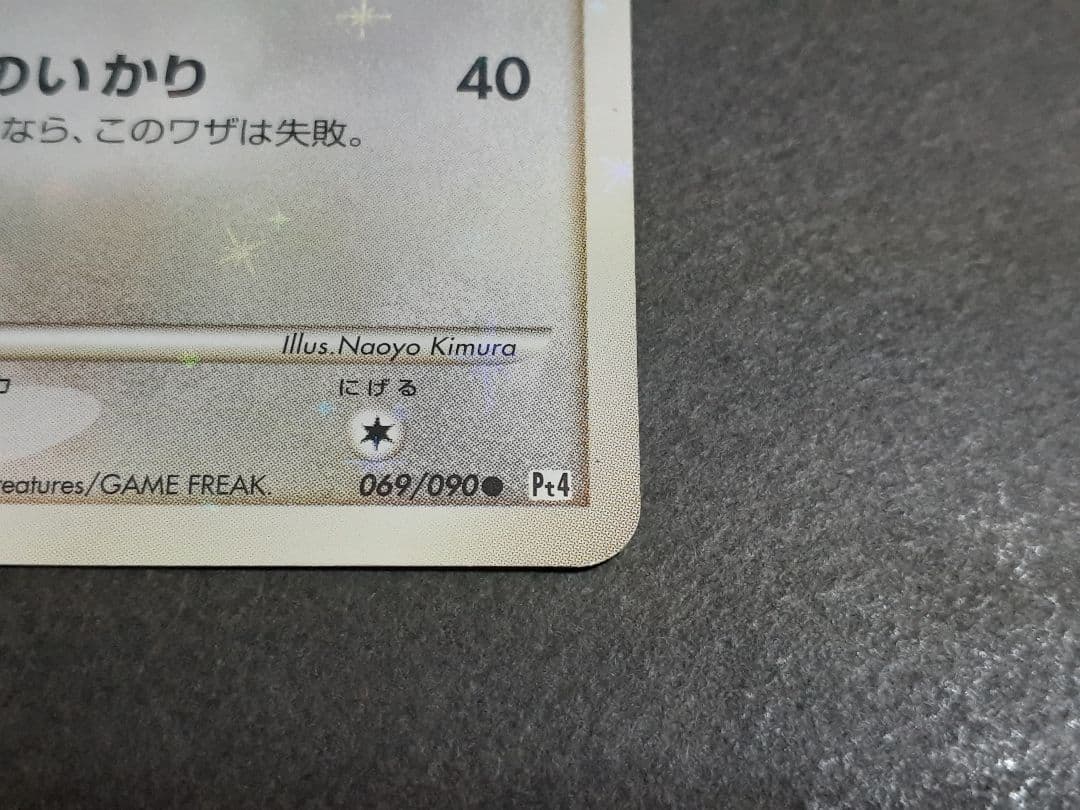 のいかり 40
なら、このワザは失敗。
Illus.Naoyo Kimura
にげる
eatures/GAME FREAK. 069/090● Pt4